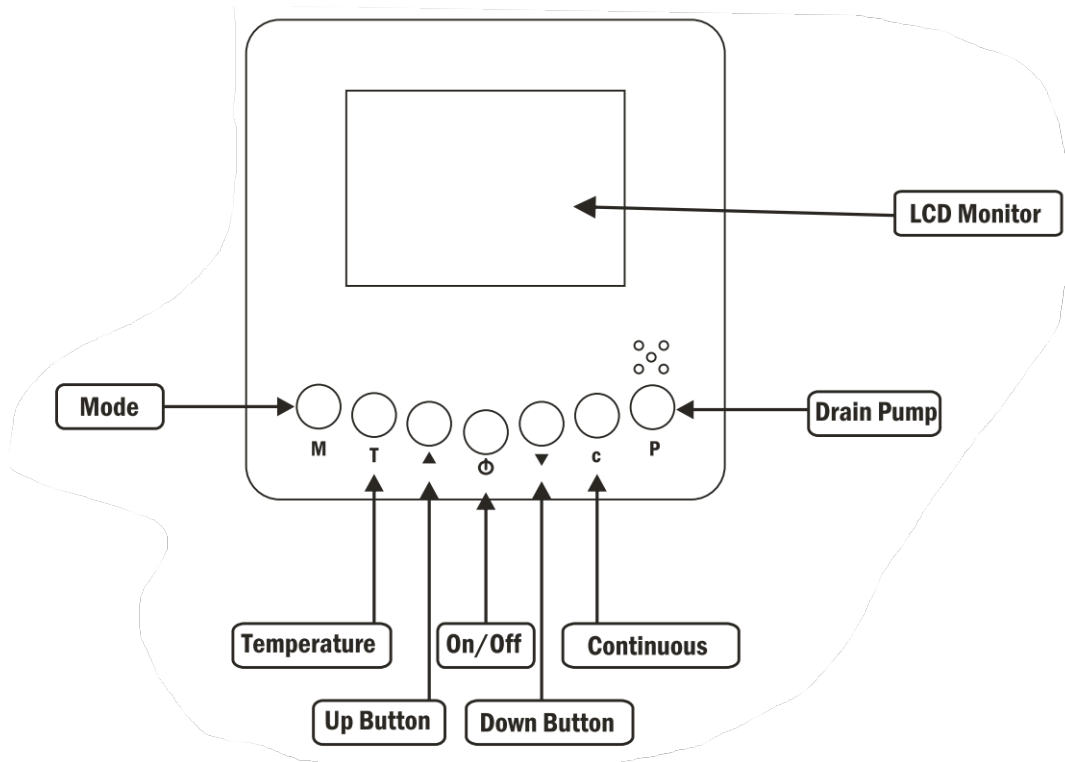 LCD Monitor
Mode
Drain Pump
M
T
▲
▼
c
P
Temperature
On/Off
Continuous
Up Button
Down Button